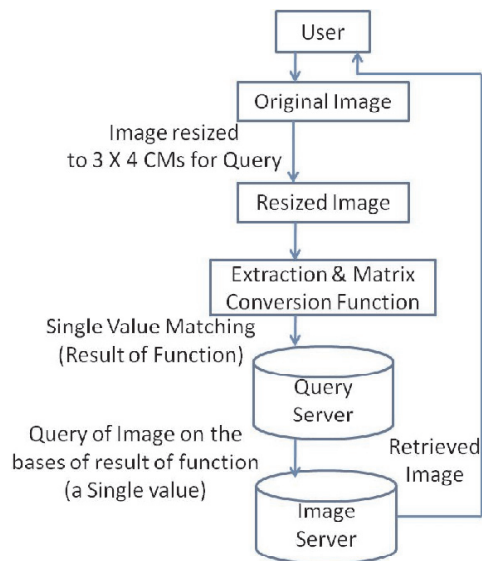 User
Original Image
Image resized
to 3 X 4 CMs for Query
Resized Image
Extraction & Matrix
Conversion Function
Single Value Matching
(Result of Function)
Query
Server
Query of Image on the
bases of result of function
(a Single value)
Retrieved
Image
Image
Server